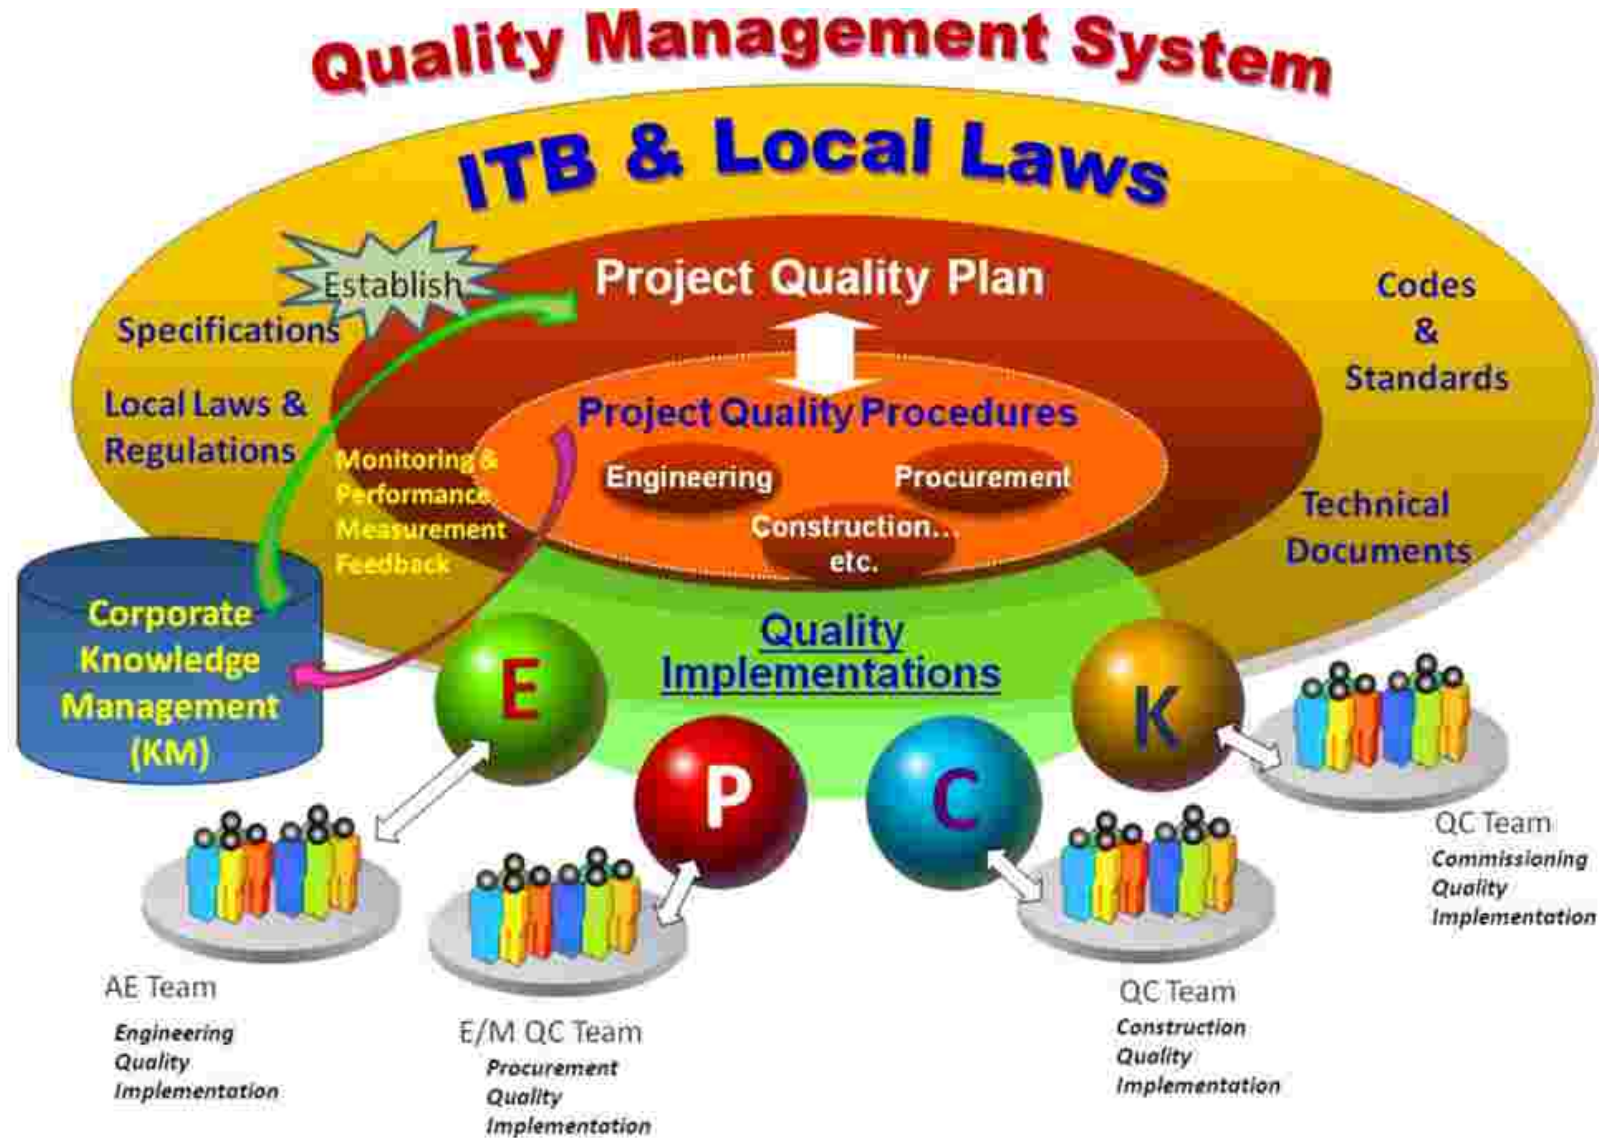 Quality Management System
ITB & Local Laws
Establish
Project Quality Plan
Specifications
Local Laws &
Regulations
Codes
&
Standards
Technical
Documents
Project Quality Procedures
Engineering
Procurement
Construction...
etc.
Monitoring &
Performance
Measurement
Feedback
Corporate
Knowledge
Management
(KM)
Quality
Implementations
E
P
C
K
AE Team
Engineering
Quality
Implementation
E/M QC Team
Procurement
Quality
Implementation
QC Team
Construction
Quality
Implementation
QC Team
Commissioning
Quality
Implementation